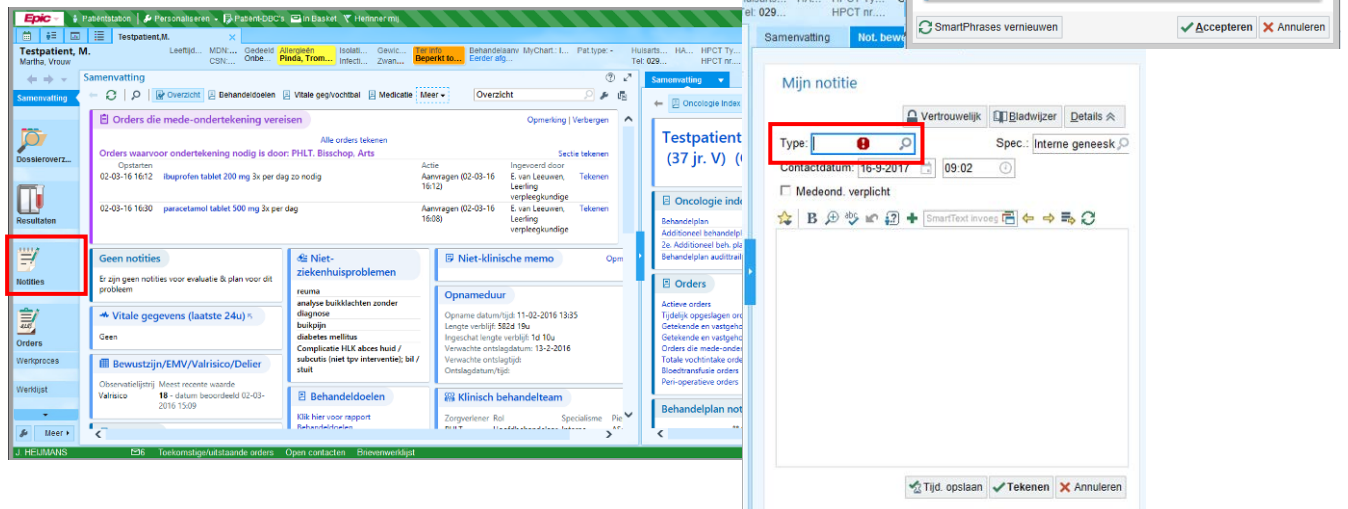 Epic
Patiëntstation Personaliseren Patient-DBC's In Basket Herinner mij
Testpatient,M. X
Testpatient, M.
Martha, Vrouw
Leeftijd... MDN:... Gedeeld Allergieën Isolati... Gewic... Ter info Behandelaanv MyChart.: I... Pat.type: - Huisarts... HA... HPCT Ty...
CSN:... Onbe... Pinda, Trom... Infecti... Zwan... Beperkt to... Eerder afg... Tel: 029... HPCT nr....
Samenvatting
Overzicht Behandeldoelen Vitale geg/vochtbal Medicatie Meer Overzicht
Samenvatting
Dossieroverz...
Resultaten
Notities
Orders
Werkproces
Werklijst
Meer
Orders die mede-ondertekening vereisen
Opmerking | Verbergen
Alle orders tekenen
Orders waarvoor ondertekening nodig is door: PHLT. Bisschop. Arts
Sectie tekenen
Opstarten Actie Ingevoerd door
02-03-16 16:12 ibuprofen tablet 200 mg 3x per dag zo nodig Aanvragen (02-03-16 16:12) E. van Leeuwen, Leerling verpleegkundige Tekenen
02-03-16 16:30 paracetamol tablet 500 mg 3x per dag Aanvragen (02-03-16 16:08) E. van Leeuwen, Leerling verpleegkundige Tekenen
Geen notities
Er zijn geen notities voor evaluatie & plan voor dit
probleem
Vitale gegevens (laatste 24u)
Geen
Bewustzijn/EMV/Valrisico/Delier
Observatielijstrij Meest recente waarde
Valrisico 18 - datum beoordeeld 02-03-
2016 15:09
Niet-
ziekenhuisproblemen
reuma
analyse buikklachten zonder
diagnose
buikpijn
diabetes mellitus
Complicatie HLK abces huid /
subcutis (niet tpv interventie); bil /
stuit
Behandeldoelen
Klik hier voor rapport
Behandeldoelen
Niet-klinische memo
Opm
Opnameduur
Opname datum/tijd: 11-02-2016 13:35
Lengte verblijf: 582d 19u
Ingeschat lengte verblijf: 1d 10u
Verwachte ontslagdatum: 13-2-2016
Verwachte ontslagtijd:
Ontslagdatum/tijd:
Klinisch behandelteam
Zorgverlener Rol Specialisme Pie
Samenvatting
Oncologie Index
Testpatient
(37 jr. V)
Oncologie inde
Behandelplan
Additioneel behandelpl
2e. Additioneel beh. pla
Behandelplan audittrail
Orders
Actieve orders
Tijdelijk opgeslagen ord
Getekende en vastgeho
Getekende en vastgeho
Orders die mede-onder
Totale vochtintake orde
Bloedtransfusie orders
Peri-operatieve orders
Behandelplan not
J. HEIJMANS 6 Toekomstige/uitstaande orders Open contacten Brievenwerklijst
el: 029... HPCT nr....
SmartPhrases vernieuwen Accepteren Annuleren
Samenvatting Not. bewe
Mijn notitie
Vertrouwelijk Bladwijzer Details
Type: Spec.: Interne geneesk
Contactdatum: 16-9-2017 09:02
Medeond. verplicht
B abc SmartText invoeg
Tijd. opslaan Tekenen Annuleren